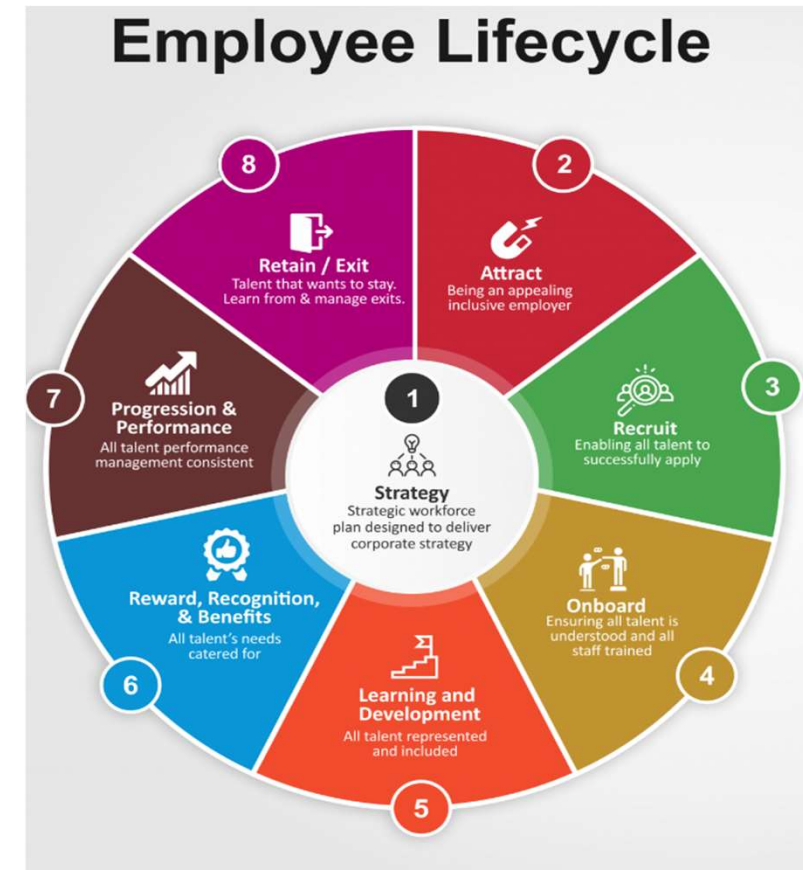 Employee Lifecycle
1
Strategy
Strategic workforce
plan designed to deliver
corporate strategy
2
Attract
Being an appealing
inclusive employer
3
Recruit
Enabling all talent to
successfully apply
4
Onboard
Ensuring all talent is
understood and all
staff trained
5
Learning and
Development
All talent represented
and included
6
Reward, Recognition,
& Benefits
All talent's needs
catered for
7
Progression &
Performance
All talent performance
management consistent
8
Retain / Exit
Talent that wants to stay.
Learn from & manage exits.